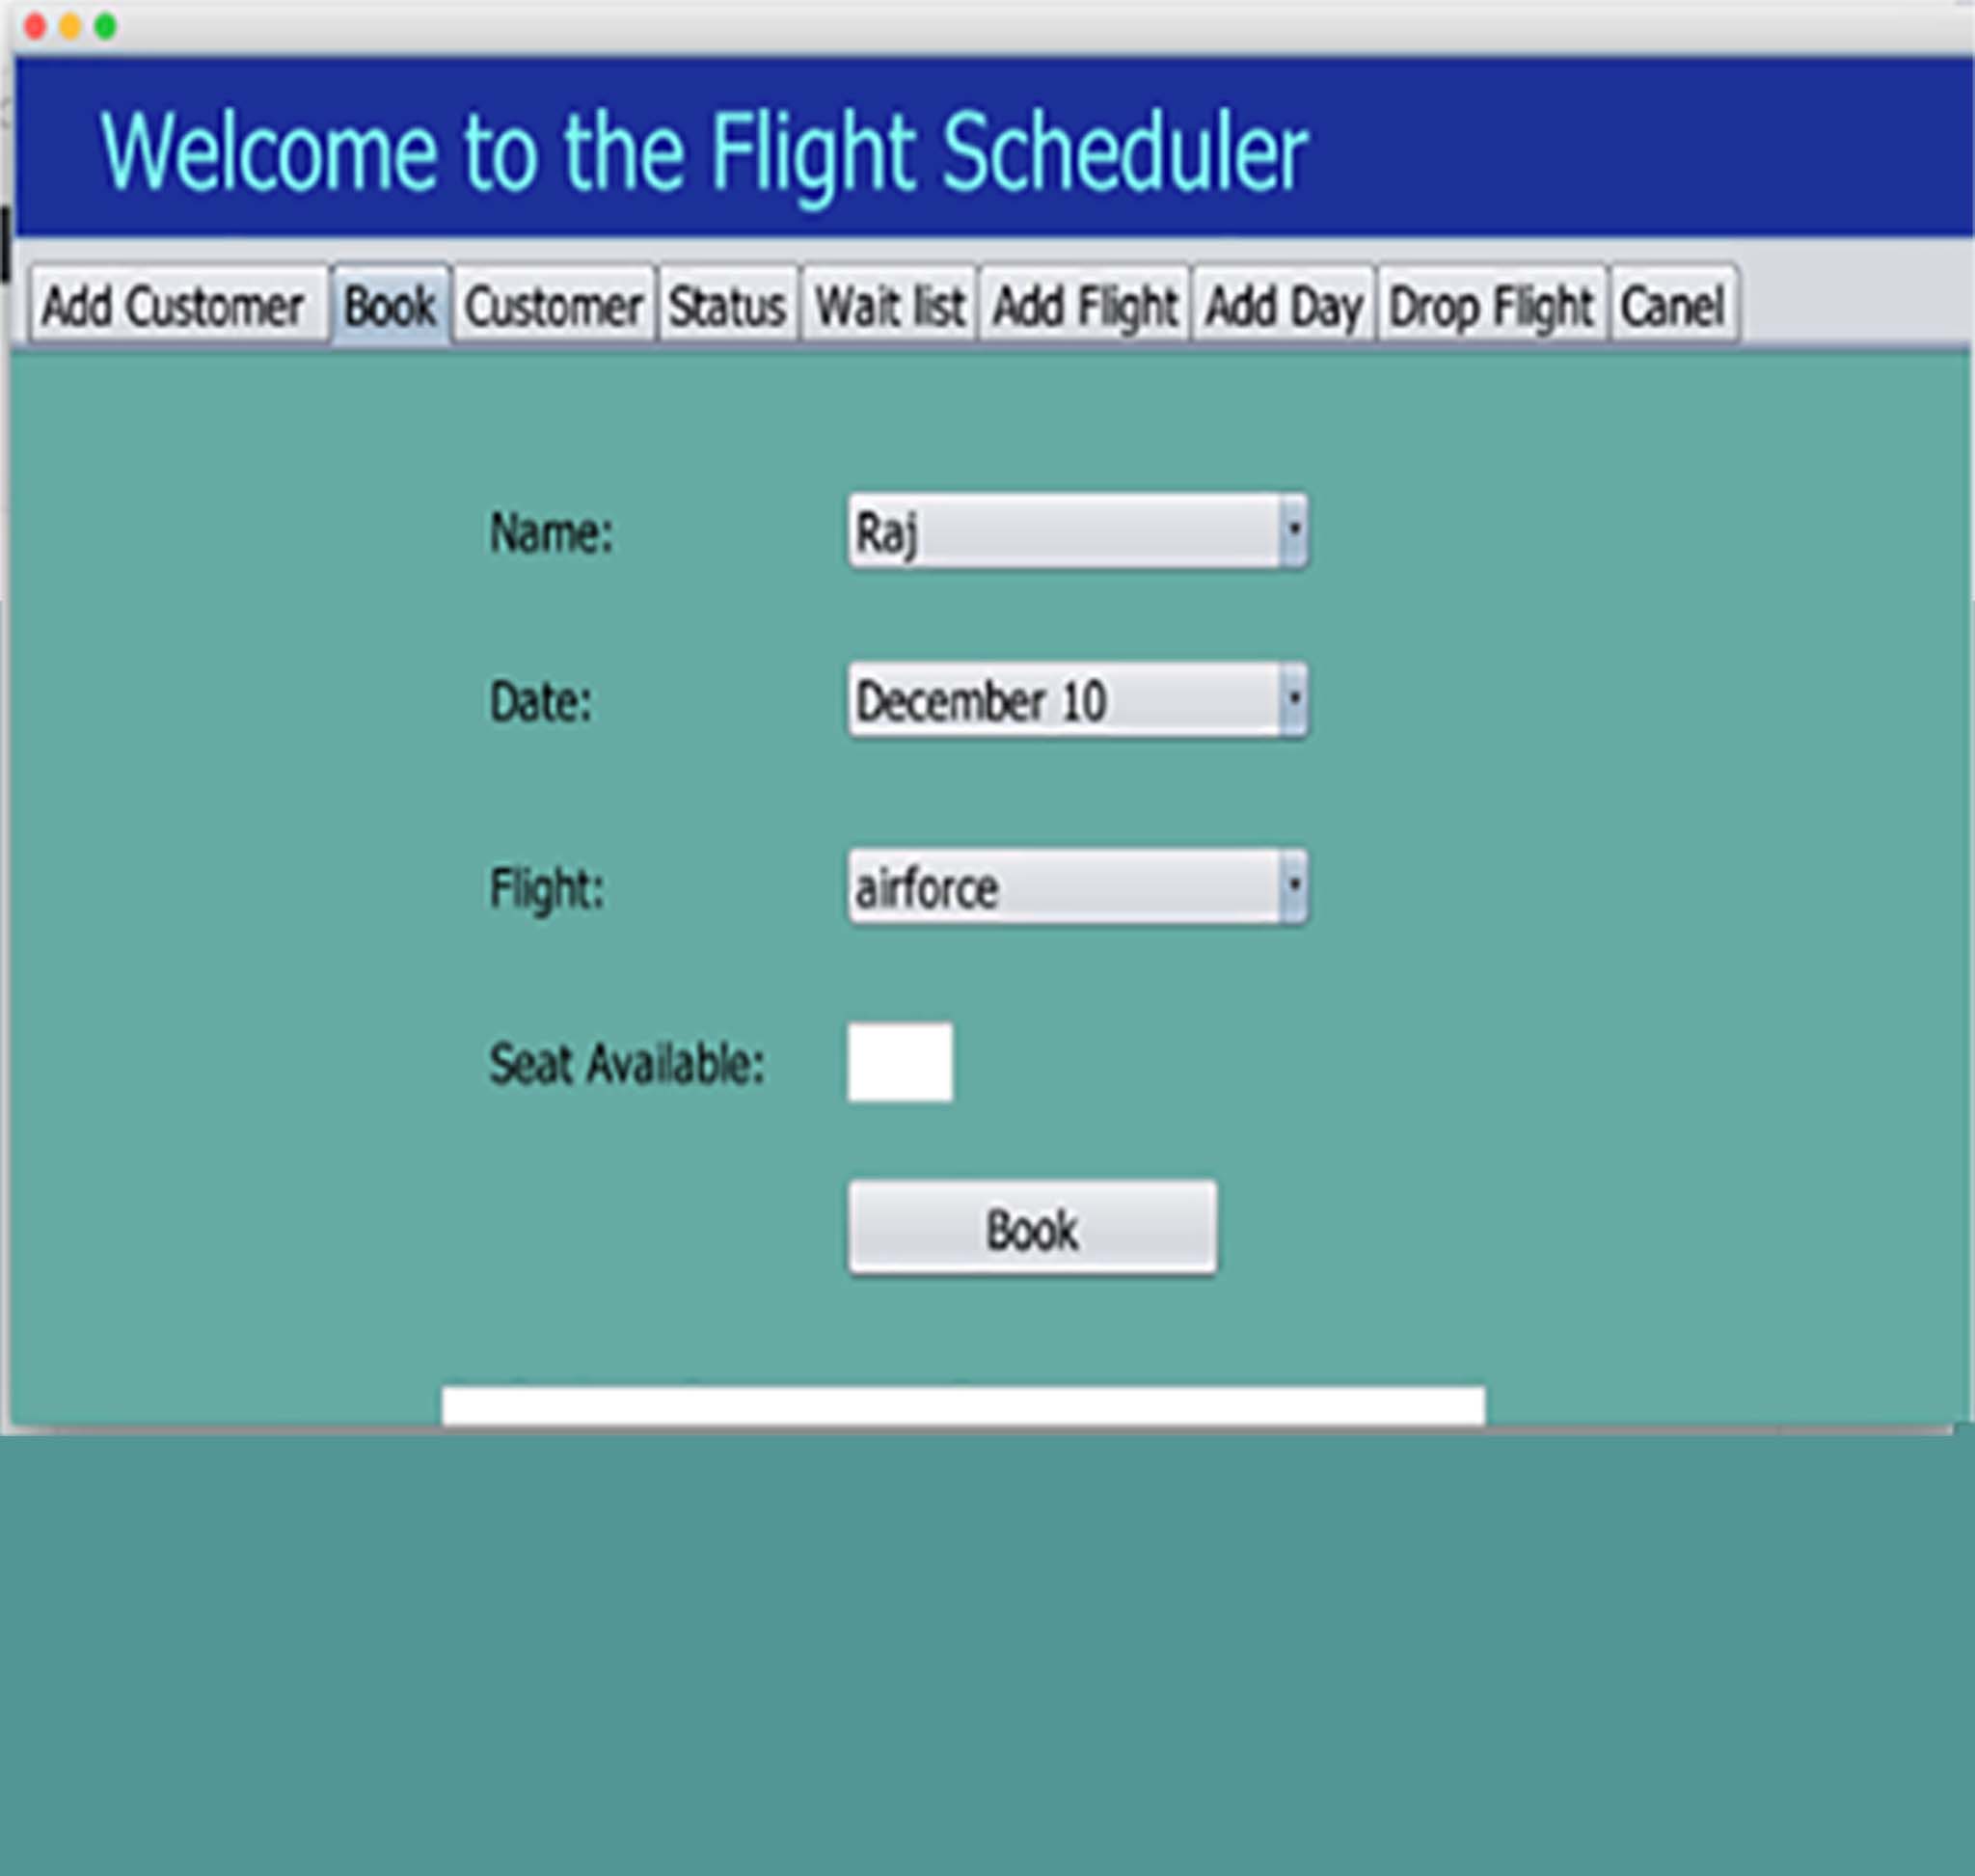 Welcome to the Flight Scheduler
Add Customer Book Customer Status Wait list Add Flight Add Day Drop Flight Canel
Name: Raj
Date: December 10
Flight: airforce
Seat Available:
Book